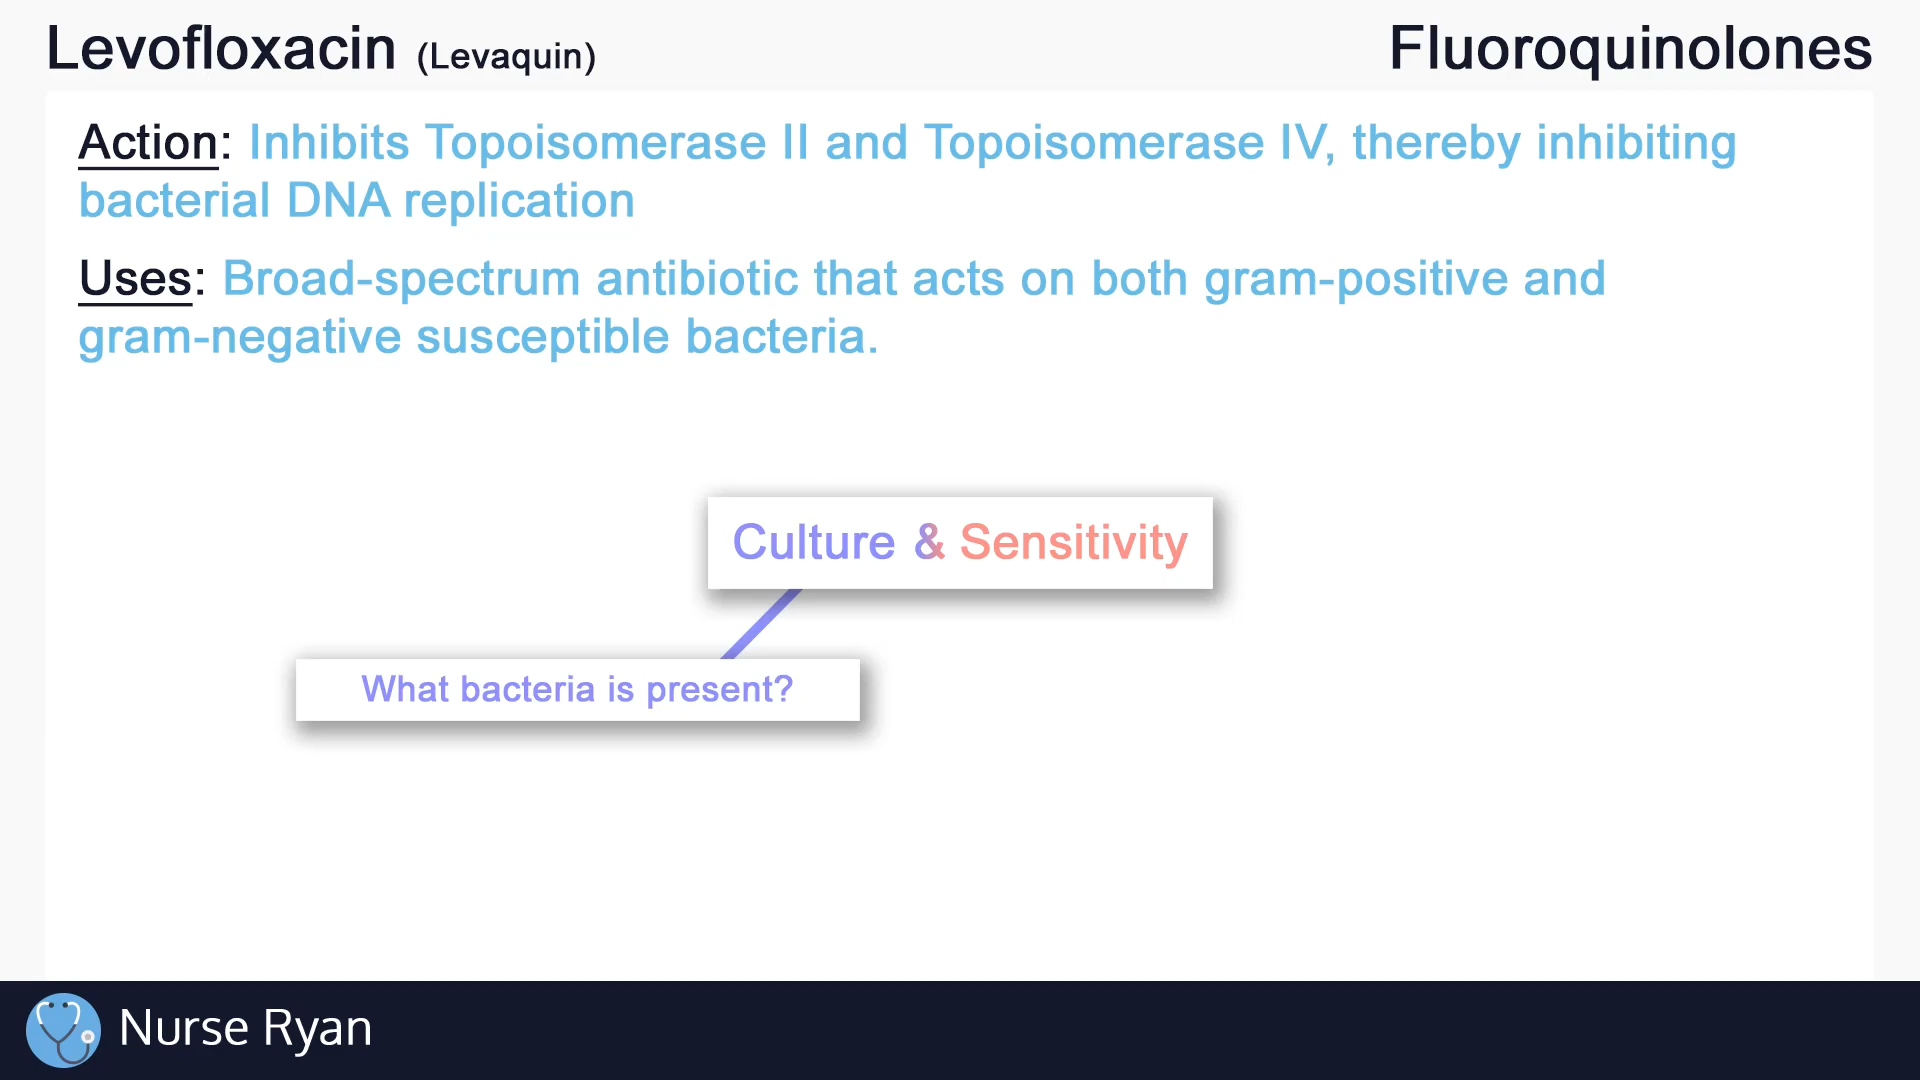 Levofloxacin (Levaquin)
Fluoroquinolones
Action: Inhibits Topoisomerase II and Topoisomerase IV, thereby inhibiting
bacterial DNA replication
Uses: Broad-spectrum antibiotic that acts on both gram-positive and
gram-negative susceptible bacteria.
Culture & Sensitivity
What bacteria is present?
Nurse Ryan